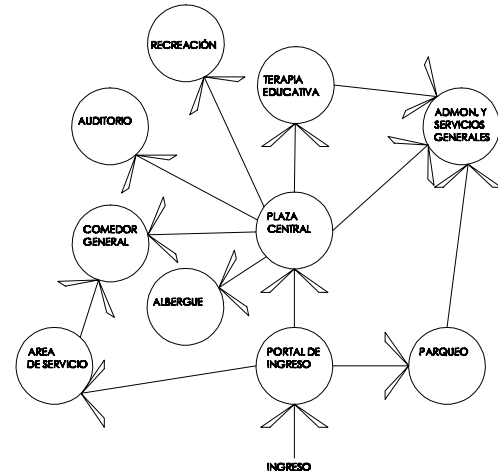 RECREACIÓN
TERAPIA
EDUCATIVA
AUDITORIO
ADMON, Y
SERVICIOS
GENERALES
COMEDOR
GENERAL
PLAZA
CENTRAL
ALBERGUE
AREA
DE SERVICIO
PORTAL DE
INGRESO
PARQUEO
INGRESO